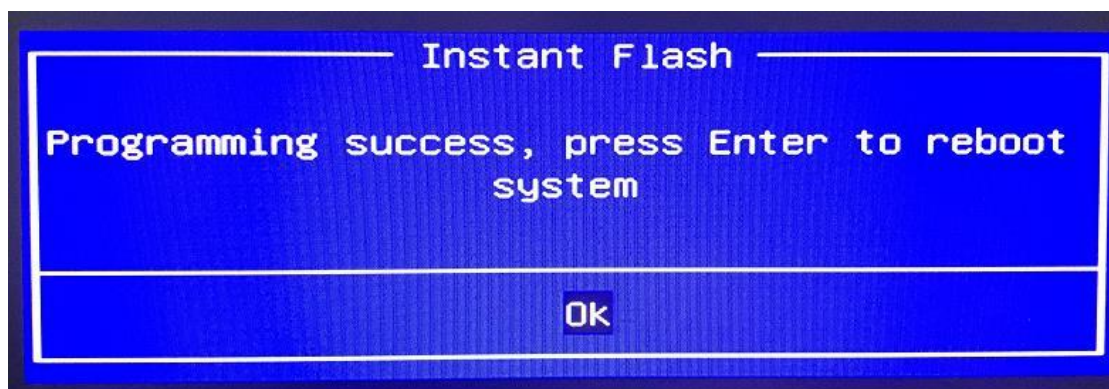 Instant Flash
Programming success, press Enter to reboot
system
Ok